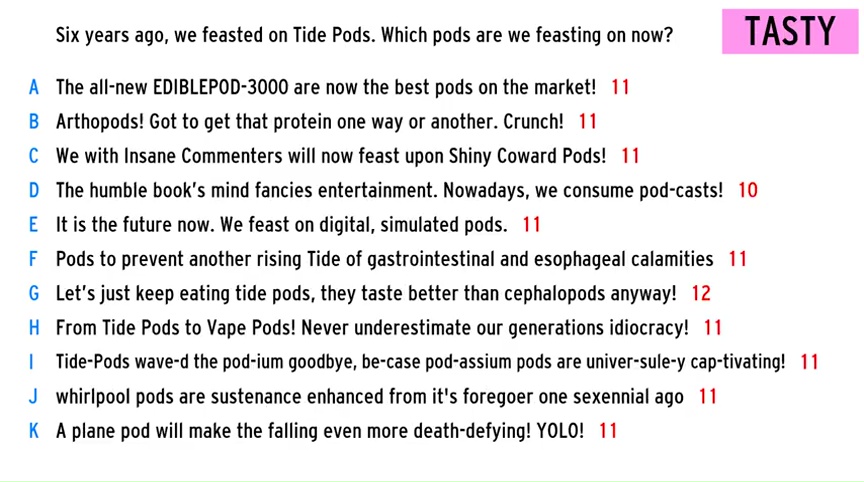 Six years ago, we feasted on Tide Pods. Which pods are we feasting on now?
TASTY
A The all-new EDIBLEPOD-3000 are now the best pods on the market! 11
B Arthopods! Got to get that protein one way or another. Crunch! 11
C We with Insane Commenters will now feast upon Shiny Coward Pods! 11
D The humble book's mind fancies entertainment. Nowadays, we consume pod-casts! 10
E It is the future now. We feast on digital, simulated pods. 11
F Pods to prevent another rising Tide of gastrointestinal and esophageal calamities 11
G Let's just keep eating tide pods, they taste better than cephalopods anyway! 12
H From Tide Pods to Vape Pods! Never underestimate our generations idiocracy! 11
I Tide-Pods wave-d the pod-ium goodbye, be-case pod-assium pods are univer-sule-y cap-tivating! 11
J whirlpool pods are sustenance enhanced from it's foregoer one sexennial ago 11
K A plane pod will make the falling even more death-defying! YOLO! 11